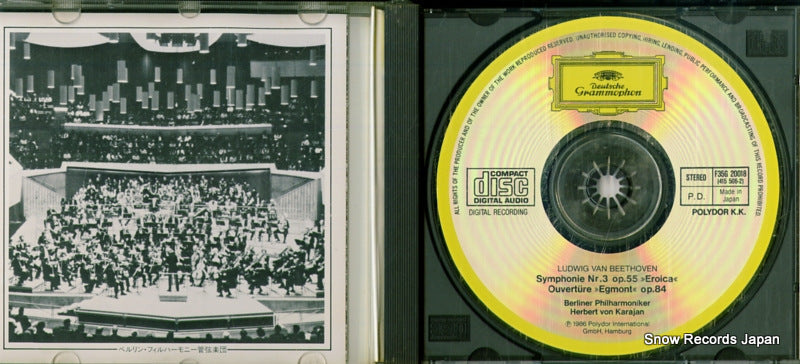 ベルリン・フィルハーモニー管弦楽団
ALL RIGHTS OF THE PRODUCER AND OF THE OWNER OF THE WORK REPRODUCED RESERVED. UNAUTHORISED COPYING, HIRING, LENDING, PUBLIC PERFORMANCE AND BROADCASTING OF THIS RECORD PROHIBITED.
Deutsche
Grammophon
COMPACT
disc
DIGITAL AUDIO
DIGITAL RECORDING
STEREO
F35G 20018
(415 506-2)
P.D.
Made in
Japan
POLYDOR K.K.
LUDWIG VAN BEETHOVEN
Symphonie Nr.3 op.55 »Eroica«
Ouvertüre »Egmont« op.84
Berliner Philharmoniker
Herbert von Karajan
℗ 1986 Polydor International
GmbH, Hamburg
Snow Records Japan